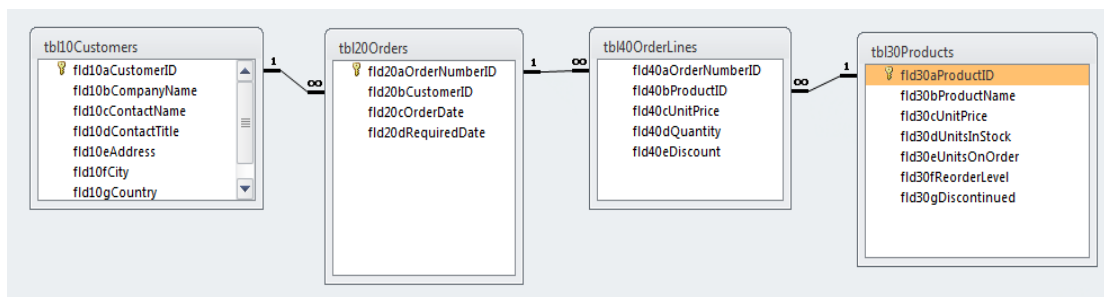 tbl10Customers
fld10aCustomerID
fld10bCompanyName
fld10cContactName
fld10dContactTitle
fld10eAddress
fld10fCity
fld10gCountry
1
∞
tbl20Orders
fld20aOrderNumberID
fld20bCustomerID
fld20cOrderDate
fld20dRequiredDate
1
∞
tbl40OrderLines
fld40aOrderNumberID
fld40bProductID
fld40cUnitPrice
fld40dQuantity
fld40eDiscount
∞
1
tbl30Products
fld30aProductID
fld30bProductName
fld30cUnitPrice
fld30dUnitsInStock
fld30eUnitsOnOrder
fld30fReorderLevel
fld30gDiscontinued